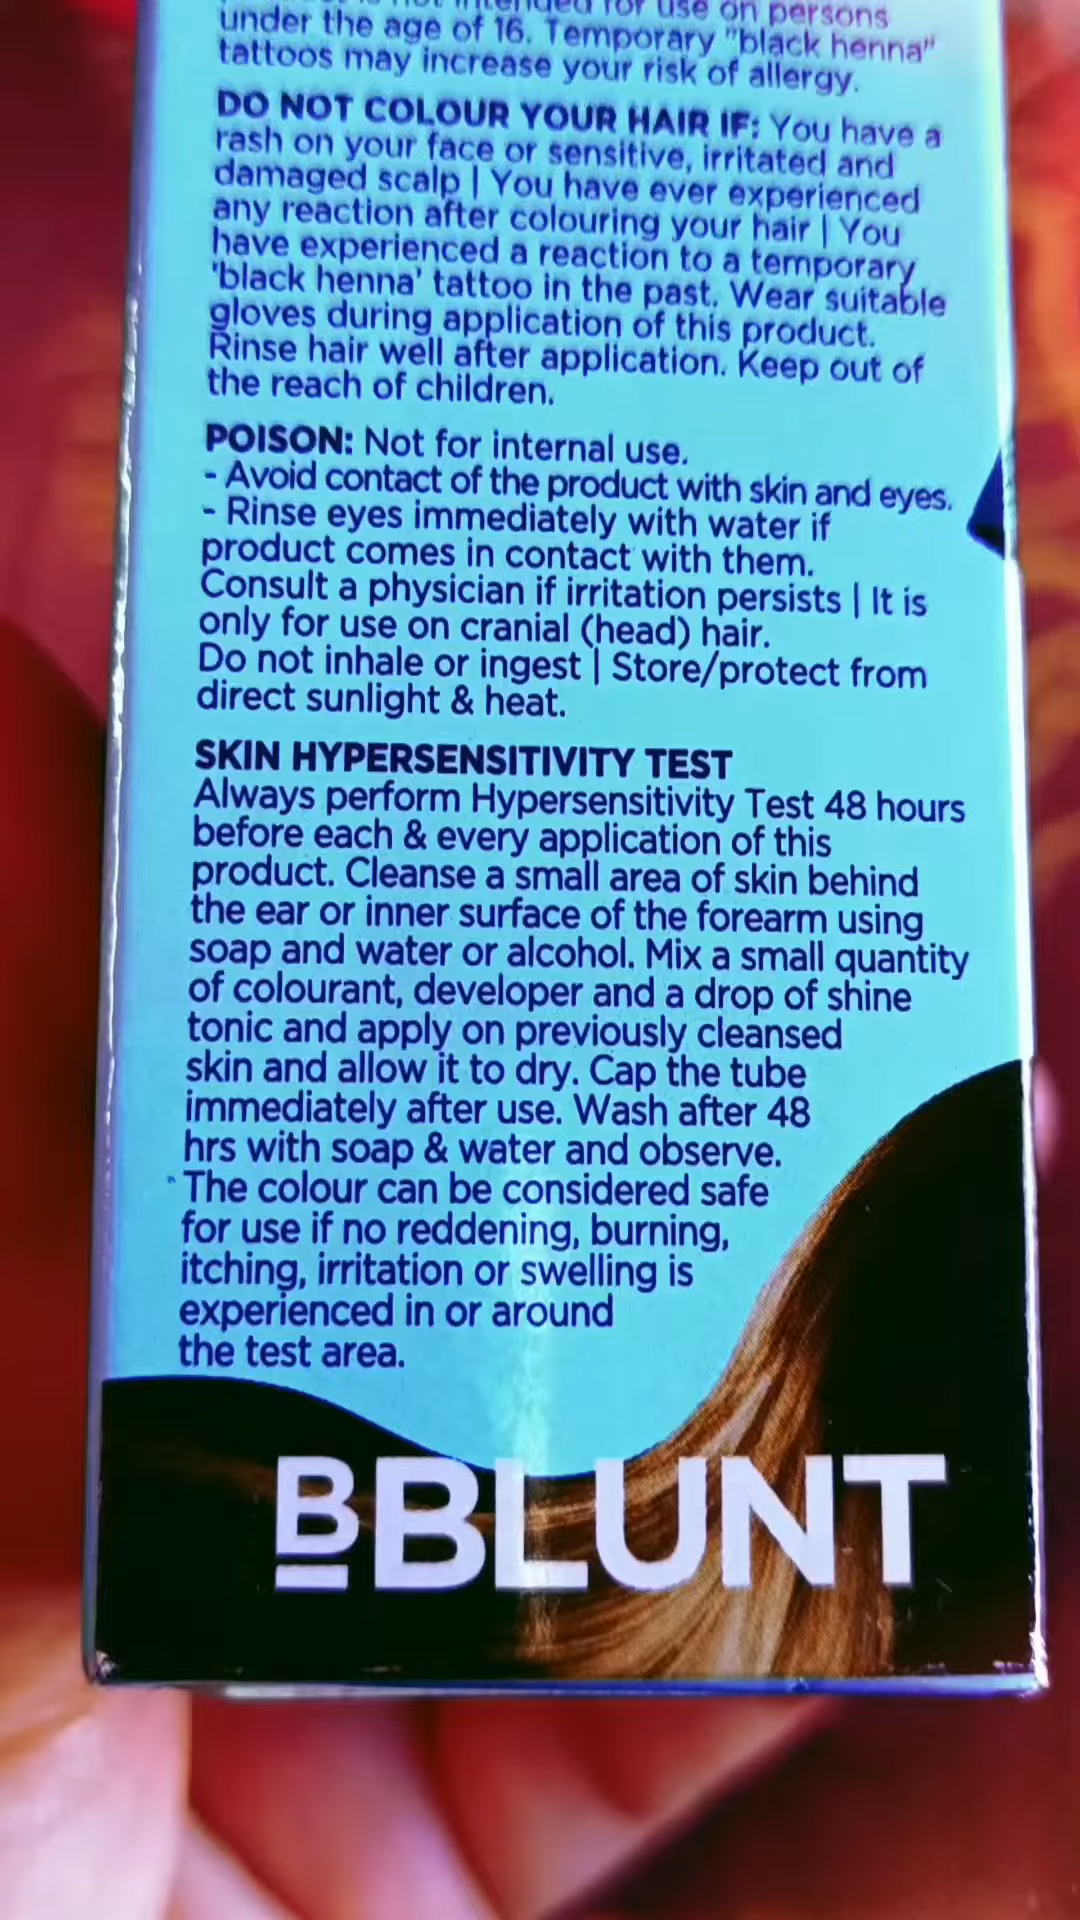 not intended for use on persons
under the age of 16. Temporary "black henna"
tattoos may increase your risk of allergy.
DO NOT COLOUR YOUR HAIR IF: You have a
rash on your face or sensitive, irritated and
damaged scalp | You have ever experienced
any reaction after colouring your hair | You
have experienced a reaction to a temporary
'black henna' tattoo in the past. Wear suitable
gloves during application of this product.
Rinse hair well after application. Keep out of
the reach of children.
POISON: Not for internal use.
- Avoid contact of the product with skin and eyes.
- Rinse eyes immediately with water if
product comes in contact with them.
Consult a physician if irritation persists | It is
only for use on cranial (head) hair.
Do not inhale or ingest | Store/protect from
direct sunlight & heat.
SKIN HYPERSENSITIVITY TEST
Always perform Hypersensitivity Test 48 hours
before each & every application of this
product. Cleanse a small area of skin behind
the ear or inner surface of the forearm using
soap and water or alcohol. Mix a small quantity
of colourant, developer and a drop of shine
tonic and apply on previously cleansed
skin and allow it to dry. Cap the tube
immediately after use. Wash after 48
hrs with soap & water and observe.
The colour can be considered safe
for use if no reddening, burning,
itching, irritation or swelling is
experienced in or around
the test area.
BBLUNT